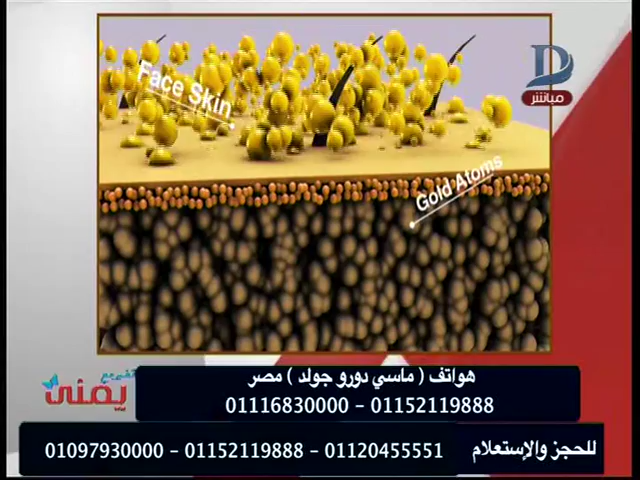 Face Skin
مباشر
Gold Atoms
هواتف ( ماسي دورو جولد ) مصر
01116830000 - 01152119888
يمنى
للحجز والإستعلام
01097930000 - 01152119888 - 01120455551